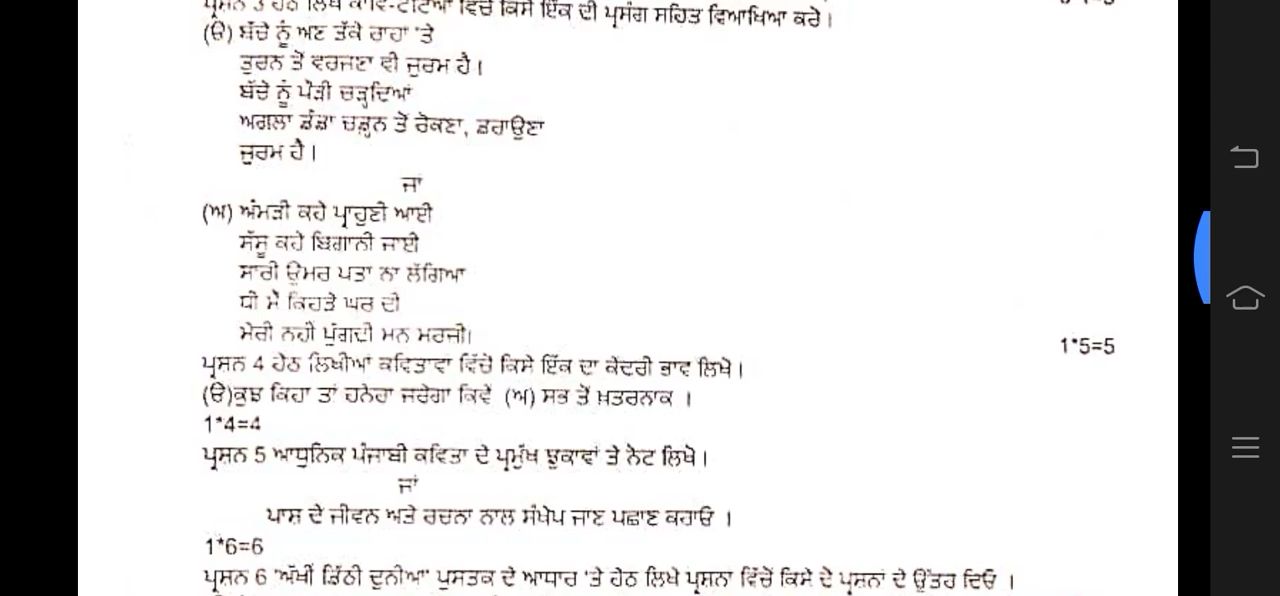 ਪ੍ਰਸ਼ਨ 3 ਹੇਠ ਲਿਖੇ ਕਾਵਿ-ਟੋਟਿਆਂ ਵਿੱਚੋਂ ਕਿਸੇ ਇੱਕ ਦੀ ਪ੍ਰਸੰਗ ਸਹਿਤ ਵਿਆਖਿਆ ਕਰੋ।
(ੳ) ਬੱਚੇ ਨੂੰ ਅਣ ਤੱਕੇ ਰਾਹਾਂ 'ਤੇ
ਤੁਰਨ ਤੋਂ ਵਰਜਣਾ ਵੀ ਜੁਰਮ ਹੈ।
ਬੱਚੇ ਨੂੰ ਪੌੜੀ ਚੜ੍ਹਦਿਆਂ
ਅਗਲਾ ਡੰਡਾ ਚੜ੍ਹਨ ਤੋਂ ਰੋਕਣਾ, ਡਰਾਉਣਾ
ਜੁਰਮ ਹੈ।
ਜਾਂ
(ਅ) ਅੰਮੜੀ ਕਹੇ ਪ੍ਰਾਹੁਣੀ ਆਈ
ਸੱਸੂ ਕਹੇ ਬਿਗਾਨੀ ਜਾਈ
ਸਾਰੀ ਉਮਰ ਪਤਾ ਨਾ ਲੱਗਿਆ
ਧੀ ਮੈਂ ਕਿਹੜੇ ਘਰ ਦੀ
ਮੇਰੀ ਨਹੀਂ ਪੁੱਗਦੀ ਮਨ ਮਰਜੀ।
1*5=5
ਪ੍ਰਸ਼ਨ 4 ਹੇਠ ਲਿਖੀਆਂ ਕਵਿਤਾਵਾਂ ਵਿੱਚੋਂ ਕਿਸੇ ਇੱਕ ਦਾ ਕੇਂਦਰੀ ਭਾਵ ਲਿਖੋ।
(ੳ)ਕੁਝ ਕਿਹਾ ਤਾਂ ਹਨੇਰਾ ਜਰੇਗਾ ਕਿਵੇਂ (ਅ) ਸਭ ਤੋਂ ਖ਼ਤਰਨਾਕ ।
1*4=4
ਪ੍ਰਸ਼ਨ 5 ਆਧੁਨਿਕ ਪੰਜਾਬੀ ਕਵਿਤਾ ਦੇ ਪ੍ਰਮੁੱਖ ਝੁਕਾਵਾਂ ਤੇ ਨੋਟ ਲਿਖੋ।
ਜਾਂ
ਪਾਸ਼ ਦੇ ਜੀਵਨ ਅਤੇ ਰਚਨਾ ਨਾਲ ਸੰਖੇਪ ਜਾਣ ਪਛਾਣ ਕਰਾਓ ।
1*6=6
ਪ੍ਰਸ਼ਨ 6 'ਅੱਖੀਂ ਡਿੱਠੀ ਦੁਨੀਆ' ਪੁਸਤਕ ਦੇ ਆਧਾਰ 'ਤੇ ਹੇਠ ਲਿਖੇ ਪ੍ਰਸ਼ਨਾਂ ਵਿੱਚੋਂ ਕਿਸੇ ਦੋ ਪ੍ਰਸ਼ਨਾਂ ਦੇ ਉੱਤਰ ਦਿਓ ।